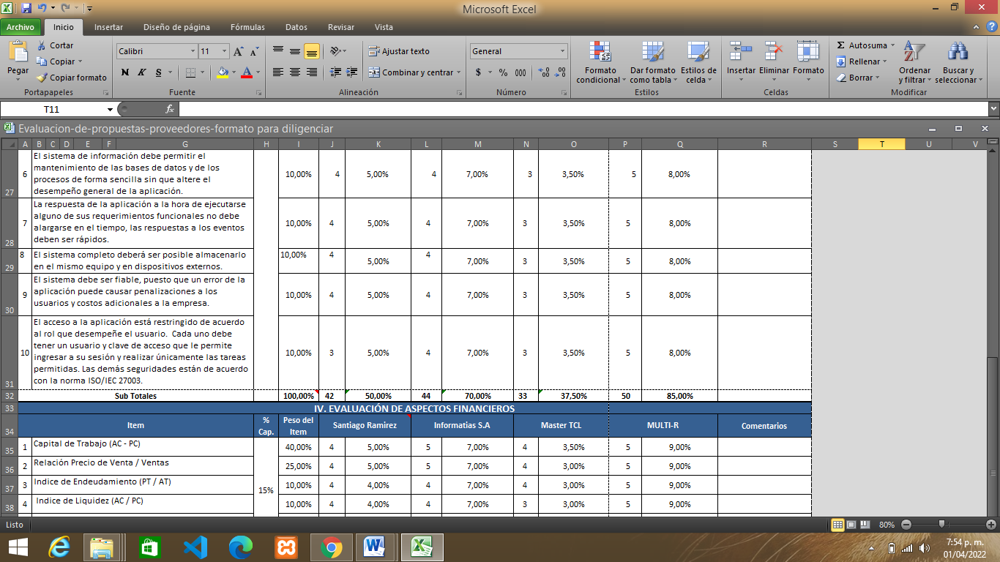 Microsoft Excel
Archivo Inicio Insertar Diseño de página Fórmulas Datos Revisar Vista
Pegar Cortar Copiar Copiar formato Portapapeles
Calibri 11 N K S Fuente
Ajustar texto Combinar y centrar Alineación
General $ % 000 Número
Formato condicional Dar formato como tabla Estilos de celda Estilos
Insertar Eliminar Formato Celdas
Σ Autosuma Rellenar Borrar Ordenar y filtrar Buscar y seleccionar Modificar
T11 fx
Evaluacion-de-propuestas-proveedores-formato para diligenciar
A B C D E F G H I J K L M N O P Q R S T U V
27 6 El sistema de información debe permitir el
mantenimiento de las bases de datos y de los
procesos de forma sencilla sin que altere el
desempeño general de la aplicación.
10,00% 4 5,00% 4 7,00% 3 3,50% 5 8,00%
28 7 La respuesta de la aplicación a la hora de ejecutarse
alguno de sus requerimientos funcionales no debe
alargarse en el tiempo, las respuestas a los eventos
deben ser rápidos.
10,00% 4 5,00% 4 7,00% 3 3,50% 5 8,00%
29 8 El sistema completo deberá ser posible almacenarlo
en el mismo equipo y en dispositivos externos.
10,00% 4 5,00% 4 7,00% 3 3,50% 5 8,00%
30 9 El sistema debe ser fiable, puesto que un error de la
aplicación puede causar penalizaciones a los
usuarios y costos adicionales a la empresa.
10,00% 4 5,00% 4 7,00% 3 3,50% 5 8,00%
31 10 El acceso a la aplicación está restringido de acuerdo
al rol que desempeñe el usuario. Cada uno debe
tener un usuario y clave de acceso que le permite
ingresar a su sesión y realizar únicamente las tareas
permitidas. Las demás seguridades están de acuerdo
con la norma ISO/IEC 27003.
10,00% 3 5,00% 4 7,00% 3 3,50% 5 8,00%
32 Sub Totales 100,00% 42 50,00% 44 70,00% 33 37,50% 50 85,00%
33 IV. EVALUACIÓN DE ASPECTOS FINANCIEROS
34 Item % Cap. Peso del Item Santiago Ramirez Informatias S.A Master TCL MULTI-R Comentarios
35 1 Capital de Trabajo (AC - PC) 40,00% 4 5,00% 5 7,00% 4 3,50% 5 9,00%
36 2 Relación Precio de Venta / Ventas 25,00% 4 5,00% 5 7,00% 4 3,00% 5 9,00%
37 3 Indice de Endeudamiento (PT / AT) 15% 10,00% 4 4,00% 4 7,00% 4 3,00% 5 9,00%
38 4 Indice de Liquidez (AC / PC) 10,00% 4 4,00% 4 7,00% 3 3,00% 5 9,00%
Listo 80%
7:54 p. m.
01/04/2022